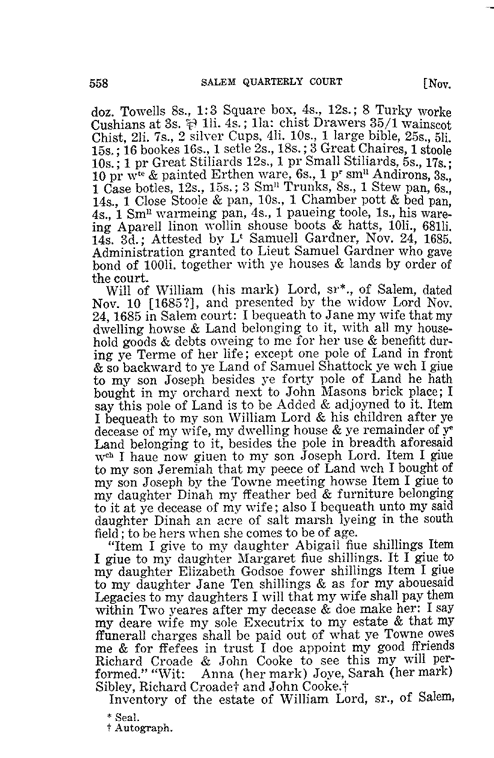 558 SALEM QUARTERLY COURT [Nov.
doz. Towells 8s., 1:3 Square box, 4s., 12s.; 8 Turky worke
Cushians at 3s. ⅌ 1li. 4s.; 1la: chist Drawers 35/1 wainscot
Chist, 2li. 7s., 2 silver Cups, 4li. 10s., 1 large bible, 25s., 5li.
15s.; 16 bookes 16s., 1 setle 2s., 18s.; 3 Great Chaires, 1 stoole
10s.; 1 pr Great Stiliards 12s., 1 pr Small Stiliards, 5s., 17s.;
10 pr wᵗᵉ & painted Erthen ware, 6s., 1 pʳ smˡˡ Andirons, 3s.,
1 Case botles, 12s., 15s.; 3 Smˡˡ Trunks, 8s., 1 Stew pan, 6s.,
14s., 1 Close Stoole & pan, 10s., 1 Chamber pott & bed pan,
4s., 1 Smˡˡ warmeing pan, 4s., 1 paueing toole, 1s., his ware-
ing Aparell linon wollin shouse boots & hatts, 10li., 681li.
14s. 3d.; Attested by Lᵗ Samuell Gardner, Nov. 24, 1685.
Administration granted to Lieut Samuel Gardner who gave
bond of 100li. together with ye houses & lands by order of
the court.
Will of William (his mark) Lord, sr*., of Salem, dated
Nov. 10 [1685?], and presented by the widow Lord Nov.
24, 1685 in Salem court: I bequeath to Jane my wife that my
dwelling howse & Land belonging to it, with all my house-
hold goods & debts oweing to me for her use & benefitt dur-
ing ye Terme of her life; except one pole of Land in front
& so backward to ye Land of Samuel Shattock ye wch I giue
to my son Joseph besides ye forty pole of Land he hath
bought in my orchard next to John Masons brick place; I
say this pole of Land is to be Added & adjoyned to it. Item
I bequeath to my son William Lord & his children after ye
decease of my wife, my dwelling house & ye remainder of yᵉ
Land belonging to it, besides the pole in breadth aforesaid
wᶜʰ I haue now giuen to my son Joseph Lord. Item I giue
to my son Jeremiah that my peece of Land wch I bought of
my son Joseph by the Towne meeting howse Item I giue to
my daughter Dinah my ffeather bed & furniture belonging
to it at ye decease of my wife; also I bequeath unto my said
daughter Dinah an acre of salt marsh lyeing in the south
field; to be hers when she comes to be of age.
"Item I give to my daughter Abigail fiue shillings Item
I giue to my daughter Margaret fiue shillings. It I giue to
my daughter Elizabeth Godsoe fower shillings Item I giue
to my daughter Jane Ten shillings & as for my abouesaid
Legacies to my daughters I will that my wife shall pay them
within Two yeares after my decease & doe make her: I say
my deare wife my sole Executrix to my estate & that my
ffunerall charges shall be paid out of what ye Towne owes
me & for ffefees in trust I doe appoint my good ffriends
Richard Croade & John Cooke to see this my will per-
formed." "Wit: Anna (her mark) Joye, Sarah (her mark)
Sibley, Richard Croade† and John Cooke.†
Inventory of the estate of William Lord, sr., of Salem,
* Seal.
† Autograph.